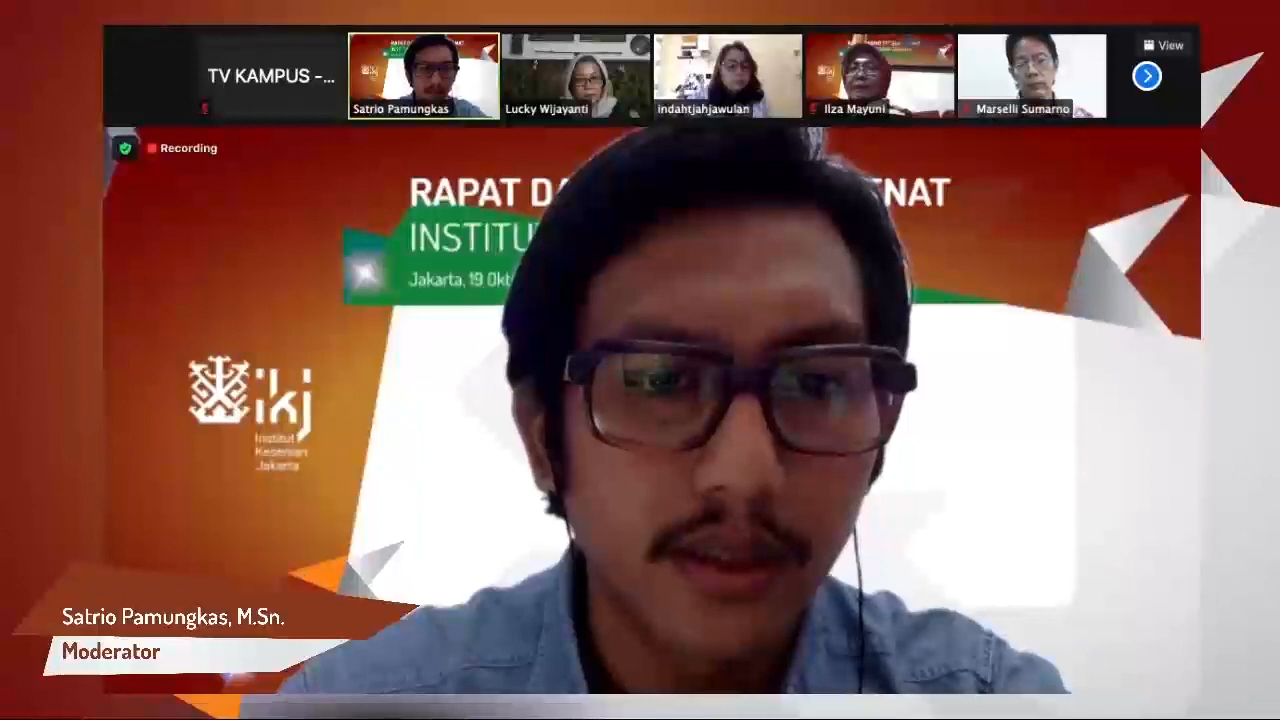 TV KAMPUS -...
View
Satrio Pamungkas
Lucky Wijayanti
indahtjahjawulan
Ilza Mayuni
Marselli Sumarno
Recording
RAPAT
ENAT
INSTITU
Jakarta, 19 Okt
ikj
Institut
Kesenian
Jakarta
Satrio Pamungkas, M.Sn.
Moderator